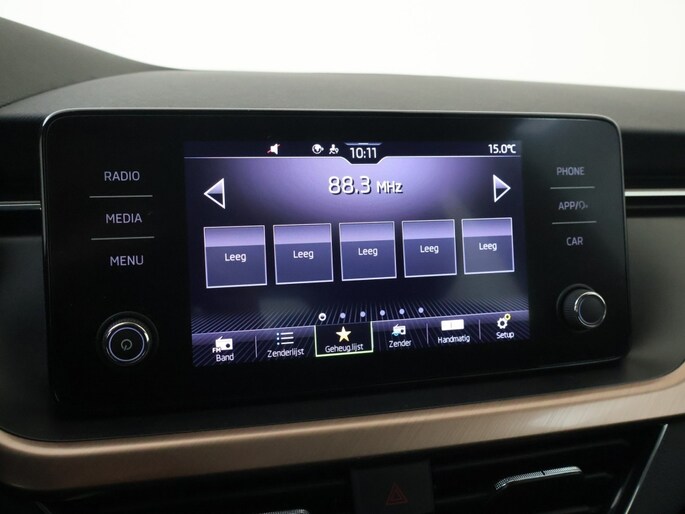 10:11 15.0°C
RADIO
MEDIA
MENU
88.3 MHz
Leeg Leeg Leeg Leeg Leeg
FM
Band Zenderlijst Geheug.lijst Zender Handmatig Setup
PHONE
APP/
CAR